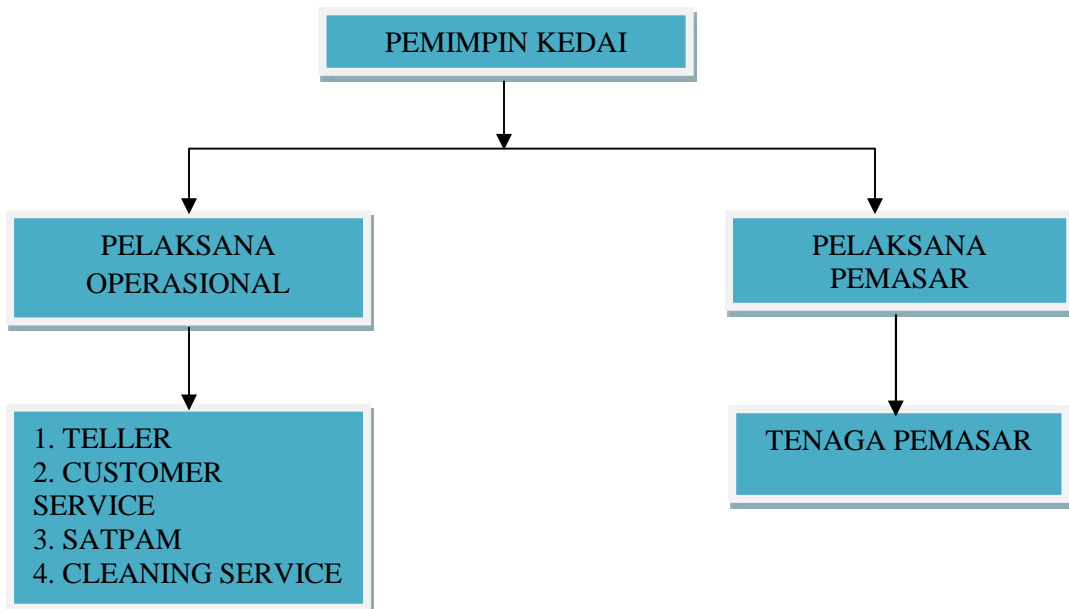 PEMIMPIN KEDAI
PELAKSANA
OPERASIONAL
PELAKSANA
PEMASAR
1. TELLER
2. CUSTOMER
SERVICE
3. SATPAM
4. CLEANING SERVICE
TENAGA PEMASAR